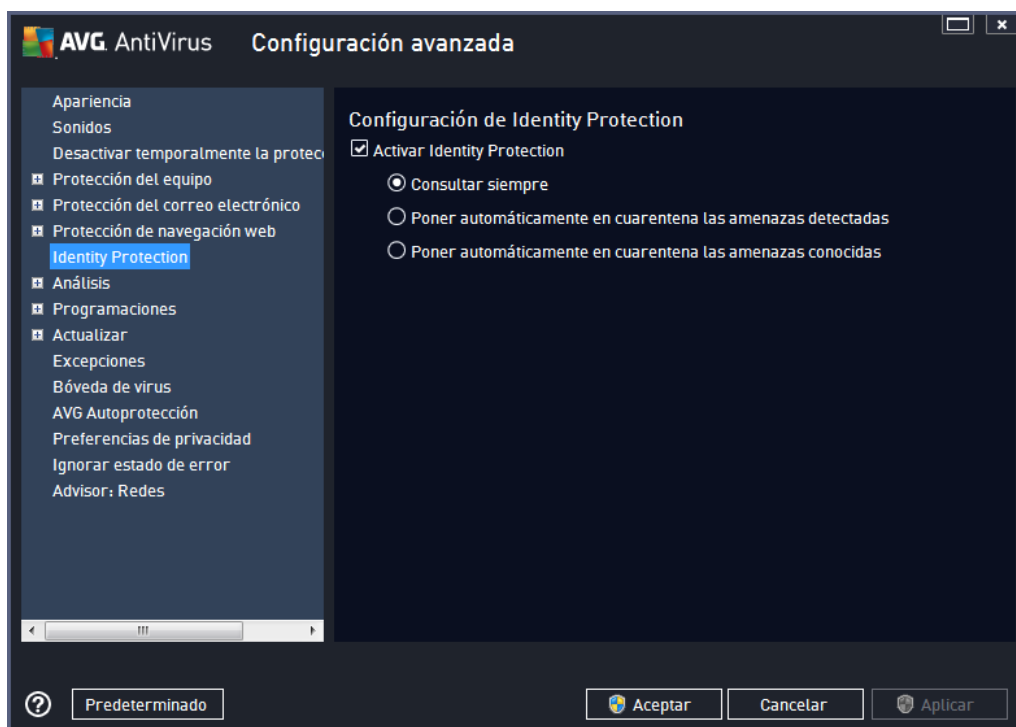 AVG. AntiVirus Configuración avanzada
Apariencia
Sonidos
Desactivar temporalmente la protec
Protección del equipo
Protección del correo electrónico
Protección de navegación web
Identity Protection
Análisis
Programaciones
Actualizar
Excepciones
Bóveda de virus
AVG Autoprotección
Preferencias de privacidad
Ignorar estado de error
Advisor: Redes
Configuración de Identity Protection
Activar Identity Protection
Consultar siempre
Poner automáticamente en cuarentena las amenazas detectadas
Poner automáticamente en cuarentena las amenazas conocidas
Predeterminado
Aceptar
Cancelar
Aplicar